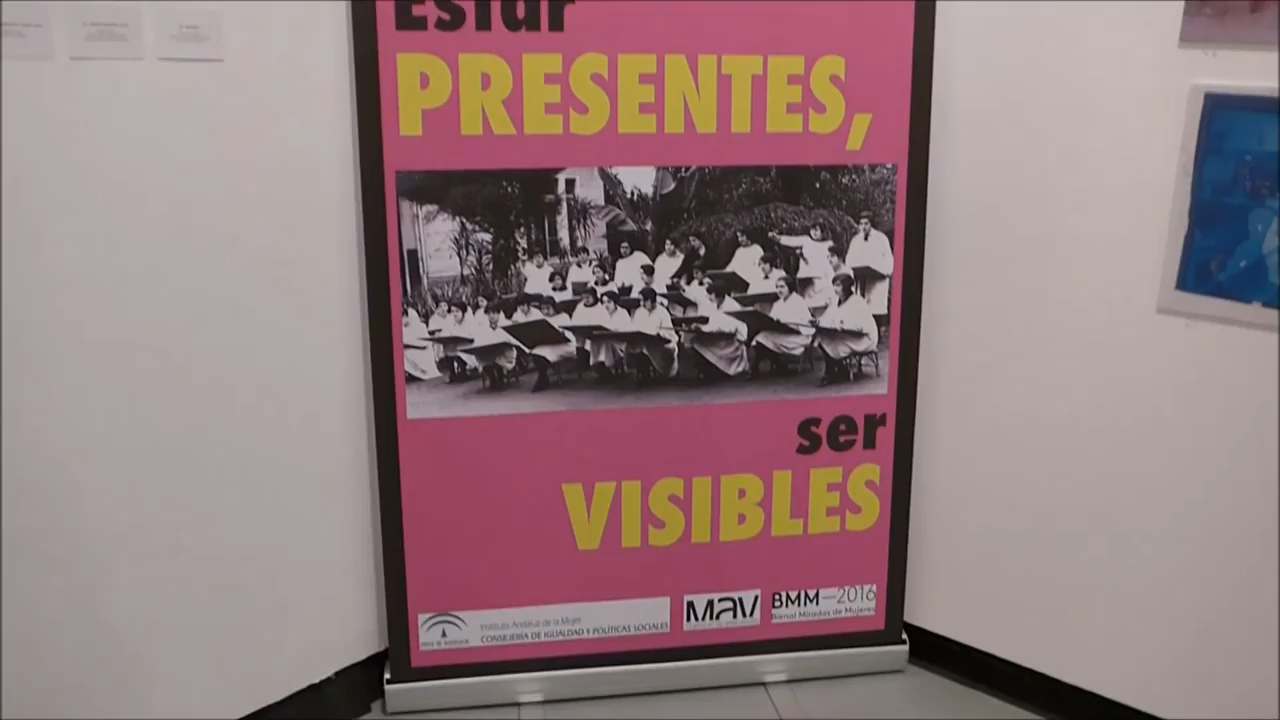 Estar
PRESENTES,
ser
VISIBLES
Instituto Andaluz de la Mujer
CONSEJERÍA DE IGUALDAD Y POLÍTICAS SOCIALES
MAV
BMM—2016
Bienal Miradas de Mujeres